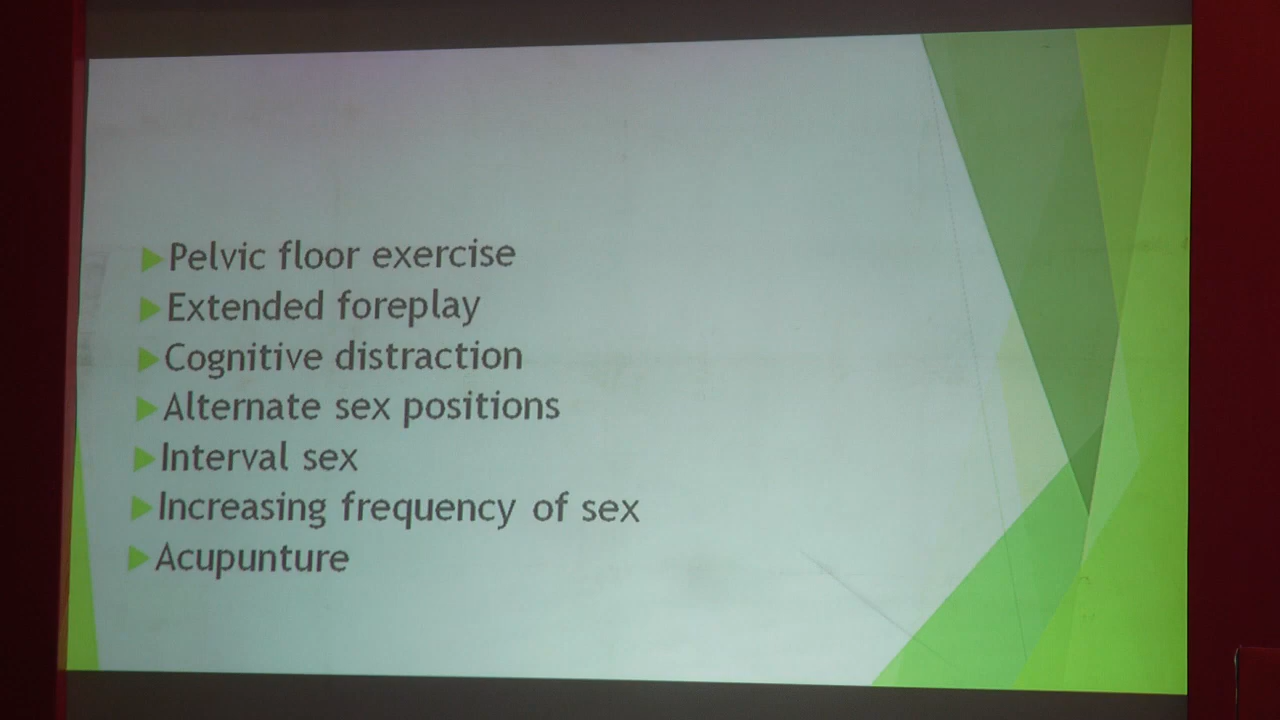 Pelvic floor exercise
Extended foreplay
Cognitive distraction
Alternate sex positions
Interval sex
Increasing frequency of sex
Acupunture